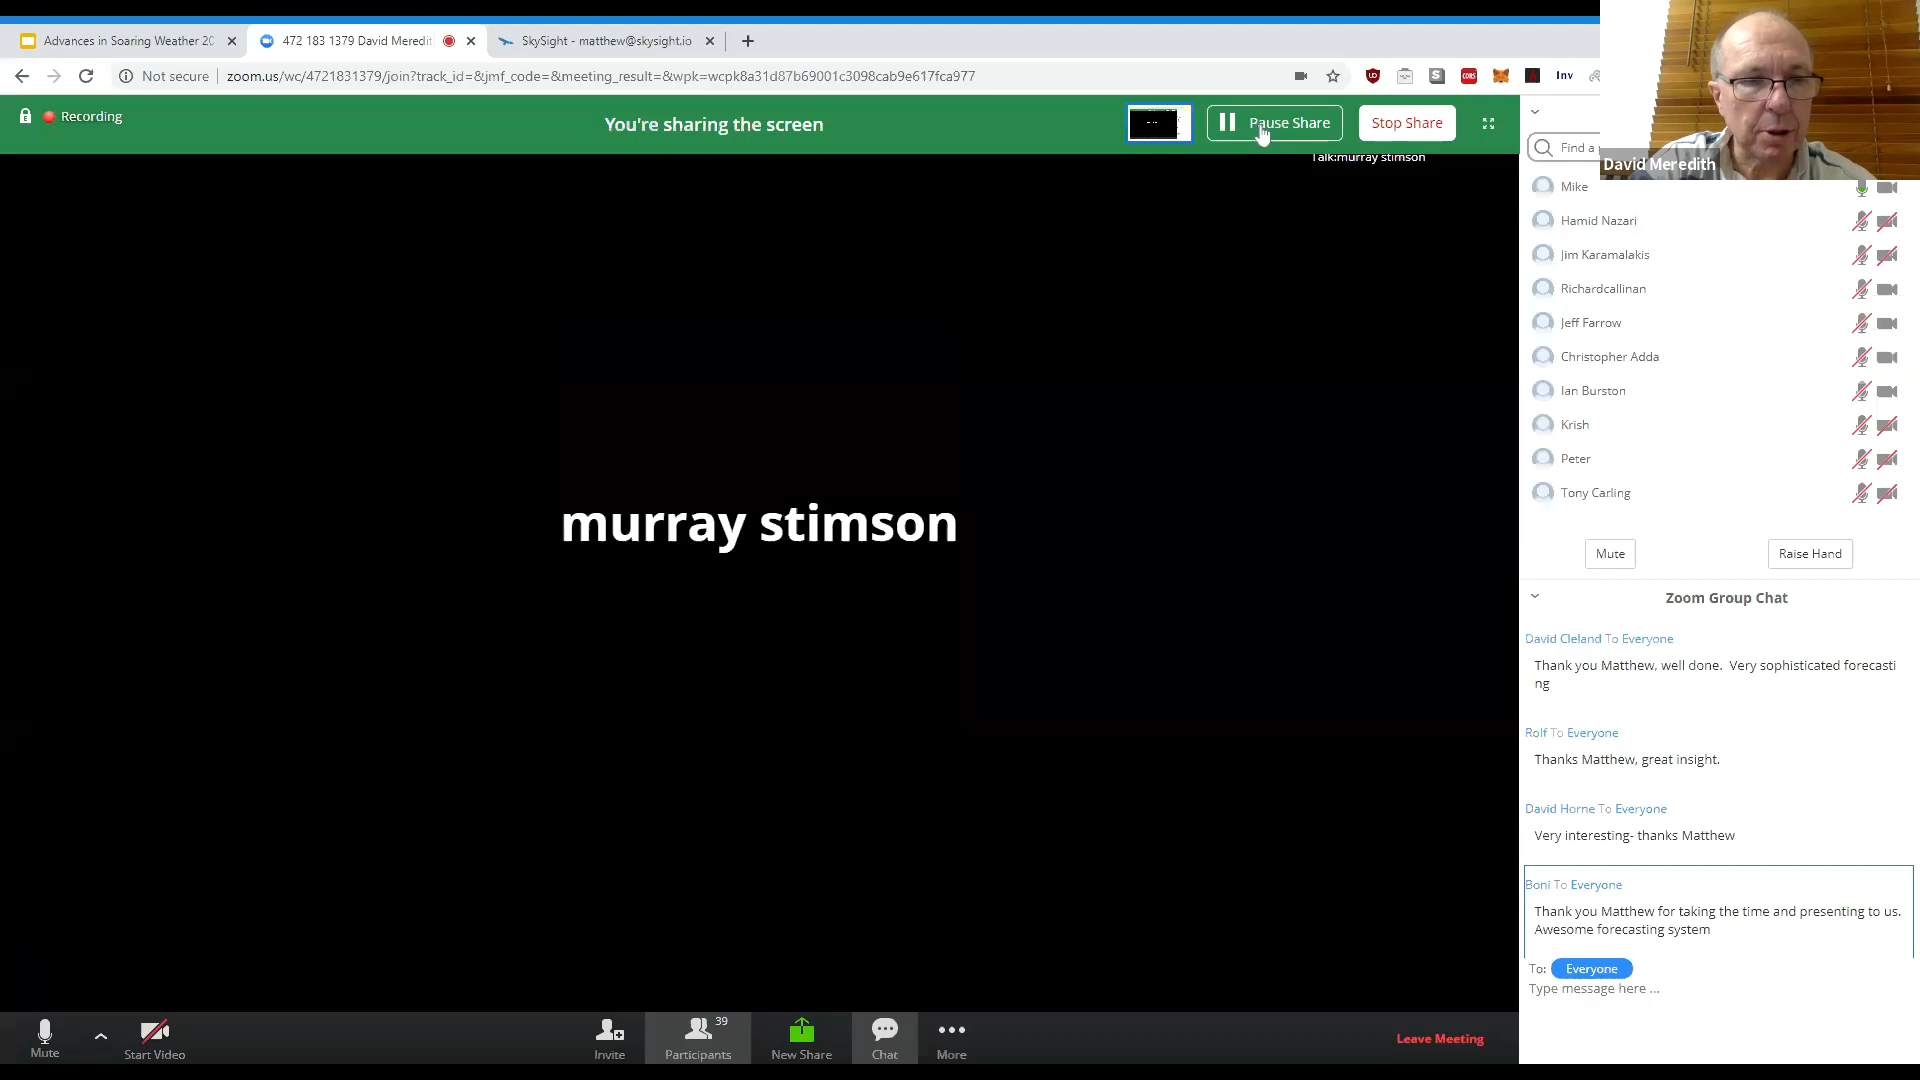 Advances in Soaring Weather 20
472 183 1379 David Meredit
SkySight - matthew@skysight.io
Not secure
zoom.us/wc/4721831379/join?track_id=&jmf_code=&meeting_result=&wpk=wcpk8a31d87b69001c3098cab9e617fca977
CORS
Inv
Recording
You're sharing the screen
Pause Share
Stop Share
Talk:murray stimson
Find a
David Meredith
Mike
Hamid Nazari
Jim Karamalakis
Richardcallinan
Jeff Farrow
Christopher Adda
Ian Burston
Krish
Peter
Tony Carling
murray stimson
Mute
Raise Hand
Zoom Group Chat
David Cleland To Everyone
Thank you Matthew, well done. Very sophisticated forecasti
ng
Rolf To Everyone
Thanks Matthew, great insight.
David Horne To Everyone
Very interesting- thanks Matthew
Boni To Everyone
Thank you Matthew for taking the time and presenting to us.
Awesome forecasting system
To: Everyone
Type message here ...
Mute
Start Video
Invite
39
Participants
New Share
Chat
More
Leave Meeting